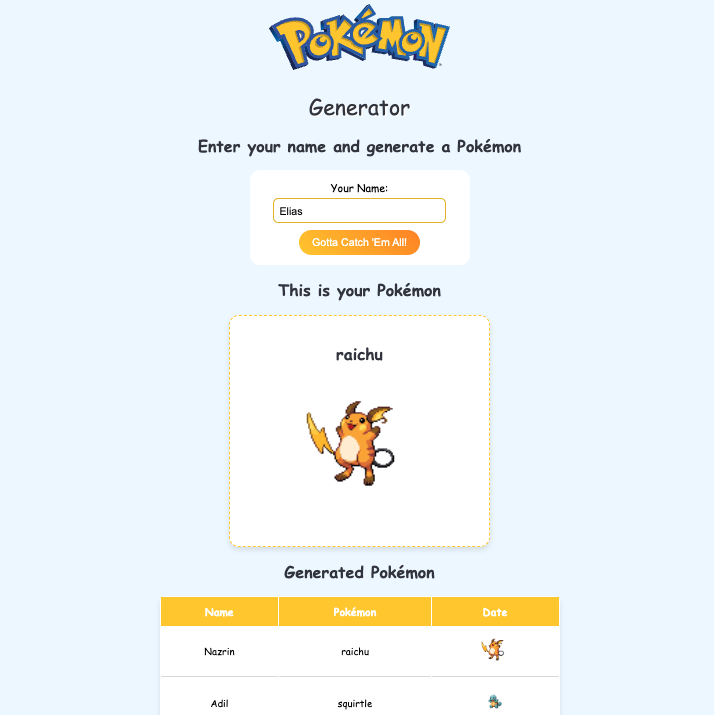 POKéMON
Generator
Enter your name and generate a Pokémon
Your Name:
Elias
Gotta Catch 'Em All!
This is your Pokémon
raichu
Generated Pokémon
Name Pokémon Date
Nazrin raichu
Adil squirtle